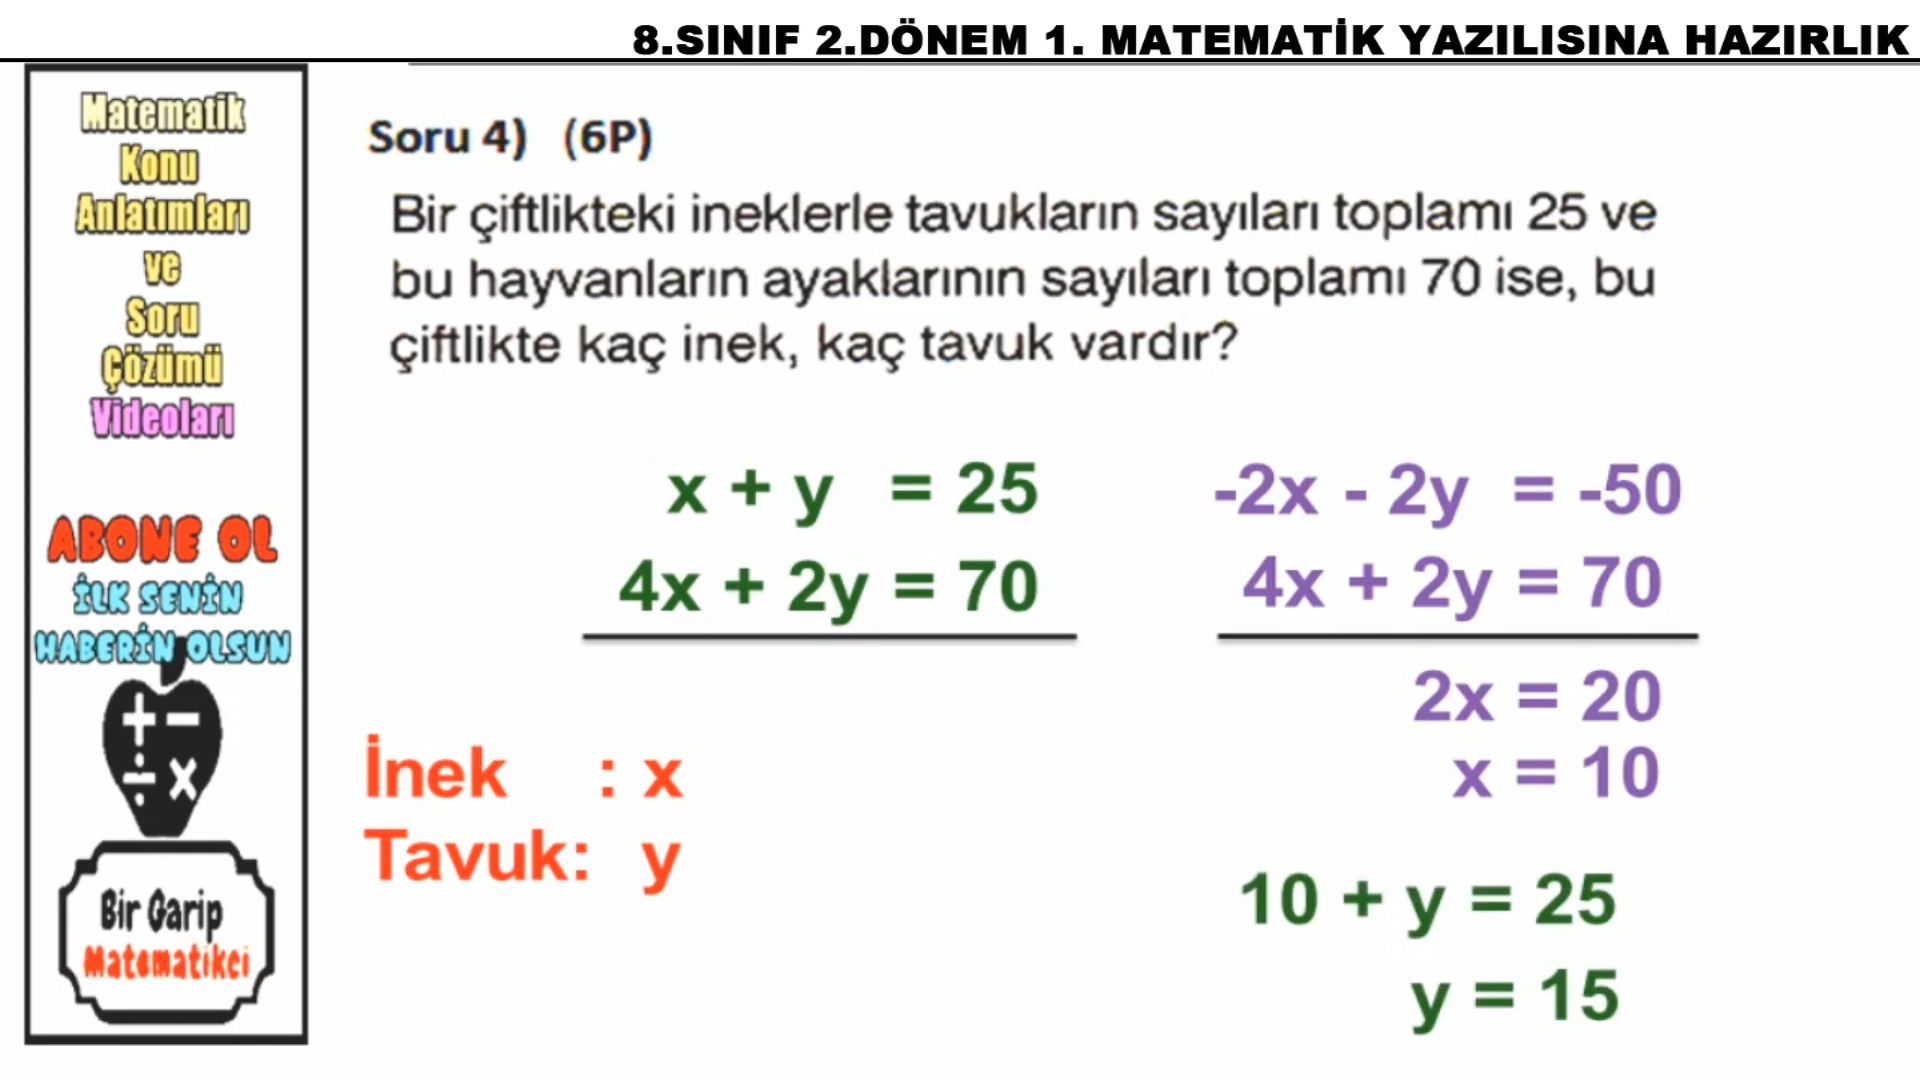 8.SINIF 2.DÖNEM 1. MATEMATİK YAZILISINA HAZIRLIK
Matematik
Konu
Anlatımları
ve
Soru
Çözümü
Videoları
ABONE OL
İLK SENİN
HABERİN OLSUN
+ −
÷ x
Bir Garip
Matematikci
Soru 4) (6P)
Bir çiftlikteki ineklerle tavukların sayıları toplamı 25 ve
bu hayvanların ayaklarının sayıları toplamı 70 ise, bu
çiftlikte kaç inek, kaç tavuk vardır?
x + y = 25
4x + 2y = 70
İnek : x
Tavuk: y
-2x - 2y = -50
4x + 2y = 70
2x = 20
x = 10
10 + y = 25
y = 15